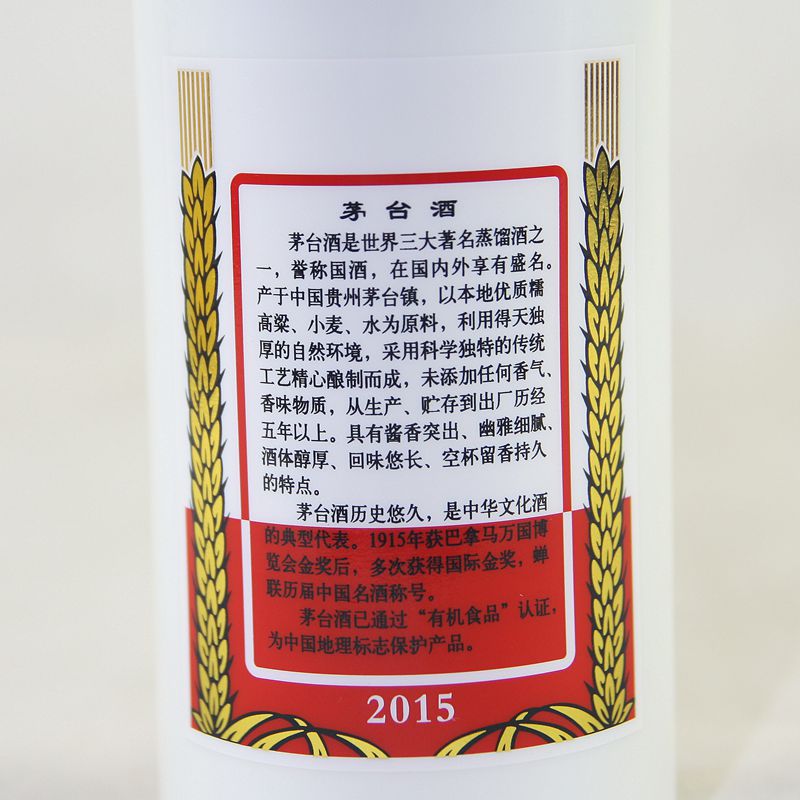 茅台酒
茅台酒是世界三大著名蒸馏酒之
一，誉称国酒，在国内外享有盛名。
产于中国贵州茅台镇，以本地优质糯
高粱、小麦、水为原料，利用得天独
厚的自然环境，采用科学独特的传统
工艺精心酿制而成，未添加任何香气、
香味物质，从生产、贮存到出厂历经
五年以上。具有酱香突出、幽雅细腻、
酒体醇厚、回味悠长、空杯留香持久
的特点。
茅台酒历史悠久，是中华文化酒
的典型代表。1915年获巴拿马万国博
览会金奖后，多次获得国际金奖，蝉
联历届中国名酒称号。
茅台酒已通过“有机食品”认证，
为中国地理标志保护产品。
2015